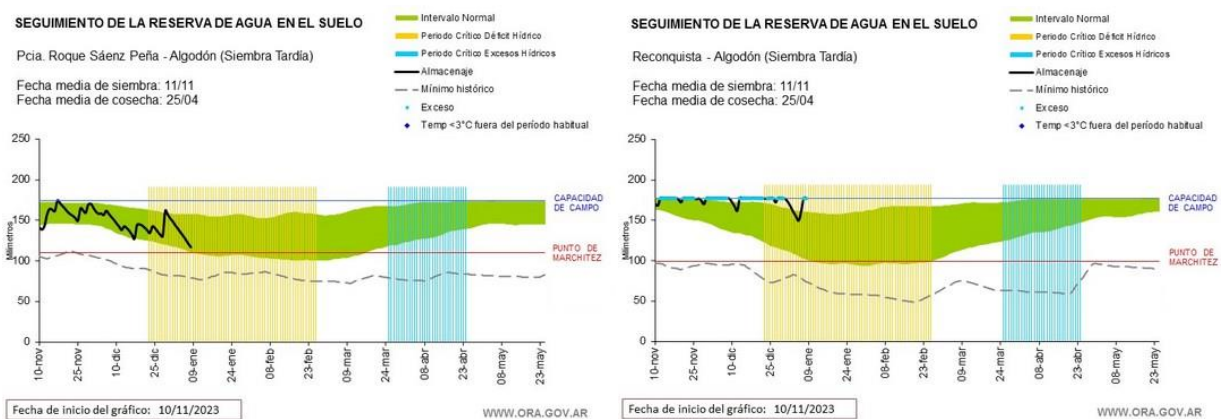 SEGUIMIENTO DE LA RESERVA DE AGUA EN EL SUELO
Pcia. Roque Sáenz Peña - Algodón (Siembra Tardía)
Fecha media de siembra: 11/11
Fecha media de cosecha: 25/04
Intervalo Normal
Periodo Crítico Déficit Hídrico
Periodo Crítico Excesos Hídricos
Almacenaje
Mínimo histórico
Exceso
Temp <3°C fuera del período habitual
250
200
150
100
50
0
Milímetros
CAPACIDAD
DE CAMPO
PUNTO DE
MARCHITEZ
10-nov
25-nov
10-dic
25-dic
09-ene
24-ene
08-feb
23-feb
09-mar
24-mar
08-abr
23-abr
08-may
23-may
Fecha de inicio del gráfico: 10/11/2023
WWW.ORA.GOV.AR
SEGUIMIENTO DE LA RESERVA DE AGUA EN EL SUELO
Reconquista - Algodón (Siembra Tardía)
Fecha media de siembra: 11/11
Fecha media de cosecha: 25/04
Intervalo Normal
Periodo Crítico Déficit Hídrico
Periodo Crítico Excesos Hídricos
Almacenaje
Mínimo histórico
Exceso
Temp <3°C fuera del período habitual
250
200
150
100
50
0
Milímetros
CAPACIDAD
DE CAMPO
PUNTO DE
MARCHITEZ
10-nov
25-nov
10-dic
25-dic
09-ene
24-ene
08-feb
23-feb
09-mar
24-mar
08-abr
23-abr
08-may
23-may
Fecha de inicio del gráfico: 10/11/2023
WWW.ORA.GOV.AR